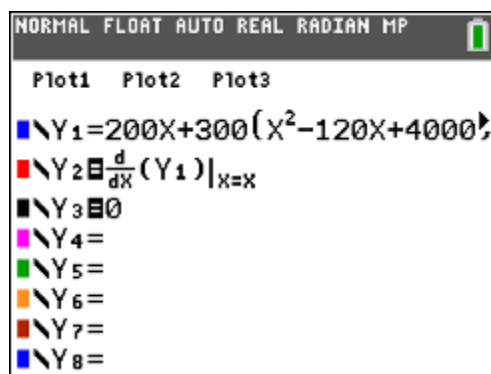 NORMAL FLOAT AUTO REAL RADIAN MP
Plot1 Plot2 Plot3
\Y₁=200X+300(X²-120X+4000
\Y₂=d/dX(Y₁)|X=X
\Y₃=0
\Y₄=
\Y₅=
\Y₆=
\Y₇=
\Y₈=